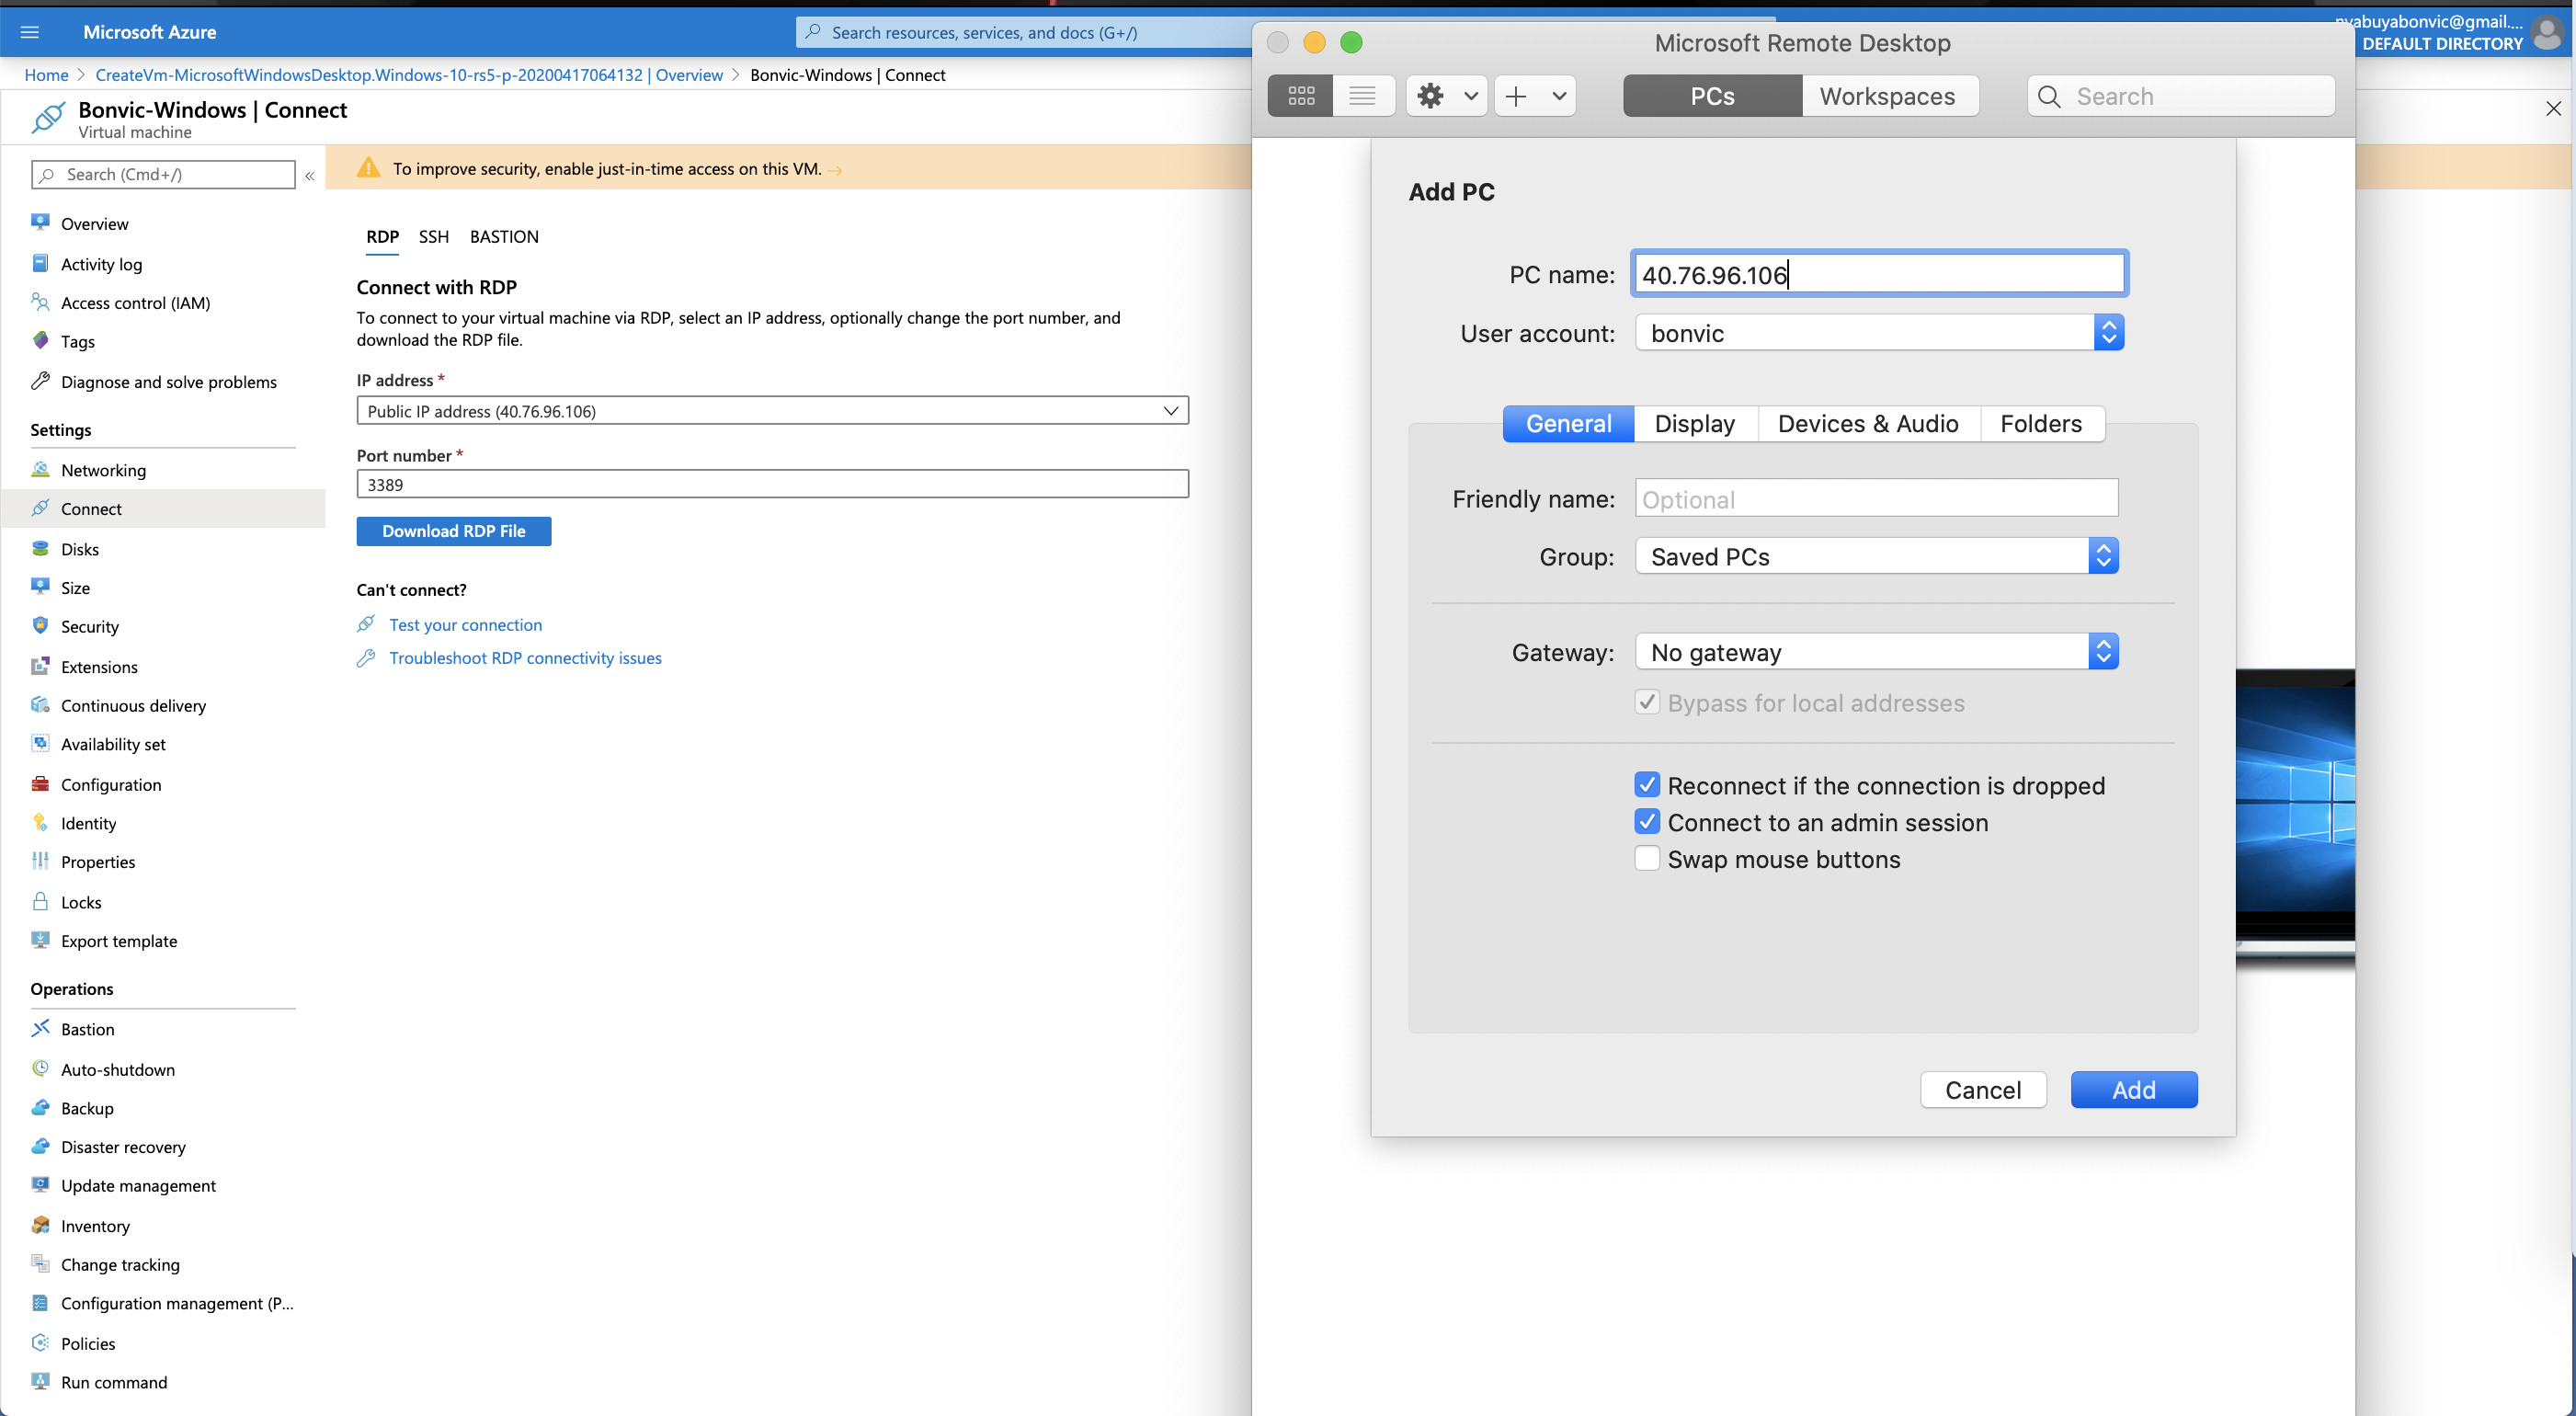 Microsoft Azure
Search resources, services, and docs (G+/)
nyabuyabonvic@gmail....
DEFAULT DIRECTORY
Home > CreateVm-MicrosoftWindowsDesktop.Windows-10-rs5-p-20200417064132 | Overview > Bonvic-Windows | Connect
Bonvic-Windows | Connect
Virtual machine
Search (Cmd+/)
«
Overview
Activity log
Access control (IAM)
Tags
Diagnose and solve problems
Settings
Networking
Connect
Disks
Size
Security
Extensions
Continuous delivery
Availability set
Configuration
Identity
Properties
Locks
Export template
Operations
Bastion
Auto-shutdown
Backup
Disaster recovery
Update management
Inventory
Change tracking
Configuration management (P...
Policies
Run command
To improve security, enable just-in-time access on this VM. →
RDP SSH BASTION
Connect with RDP
To connect to your virtual machine via RDP, select an IP address, optionally change the port number, and
download the RDP file.
IP address *
Public IP address (40.76.96.106)
Port number *
3389
Download RDP File
Can't connect?
Test your connection
Troubleshoot RDP connectivity issues
Microsoft Remote Desktop
PCs Workspaces Search
Add PC
PC name: 40.76.96.106
User account: bonvic
General Display Devices & Audio Folders
Friendly name: Optional
Group: Saved PCs
Gateway: No gateway
Bypass for local addresses
Reconnect if the connection is dropped
Connect to an admin session
Swap mouse buttons
Cancel Add